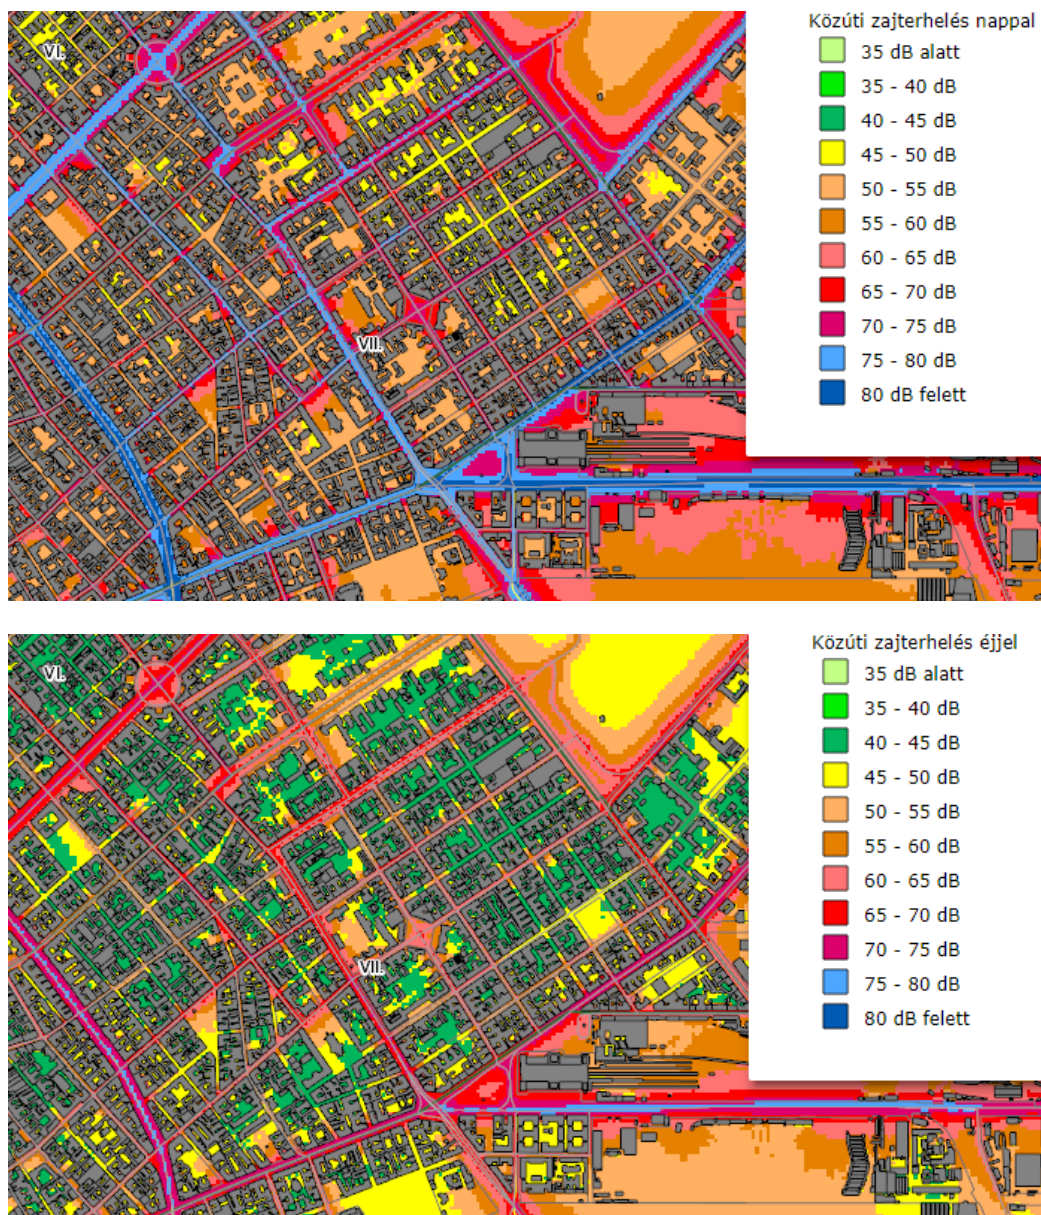 Közúti zajterhelés nappal
35 dB alatt
35 - 40 dB
40 - 45 dB
45 - 50 dB
50 - 55 dB
55 - 60 dB
60 - 65 dB
65 - 70 dB
70 - 75 dB
75 - 80 dB
80 dB felett
VI.
VII.
Közúti zajterhelés éjjel
35 dB alatt
35 - 40 dB
40 - 45 dB
45 - 50 dB
50 - 55 dB
55 - 60 dB
60 - 65 dB
65 - 70 dB
70 - 75 dB
75 - 80 dB
80 dB felett
VI.
VII.